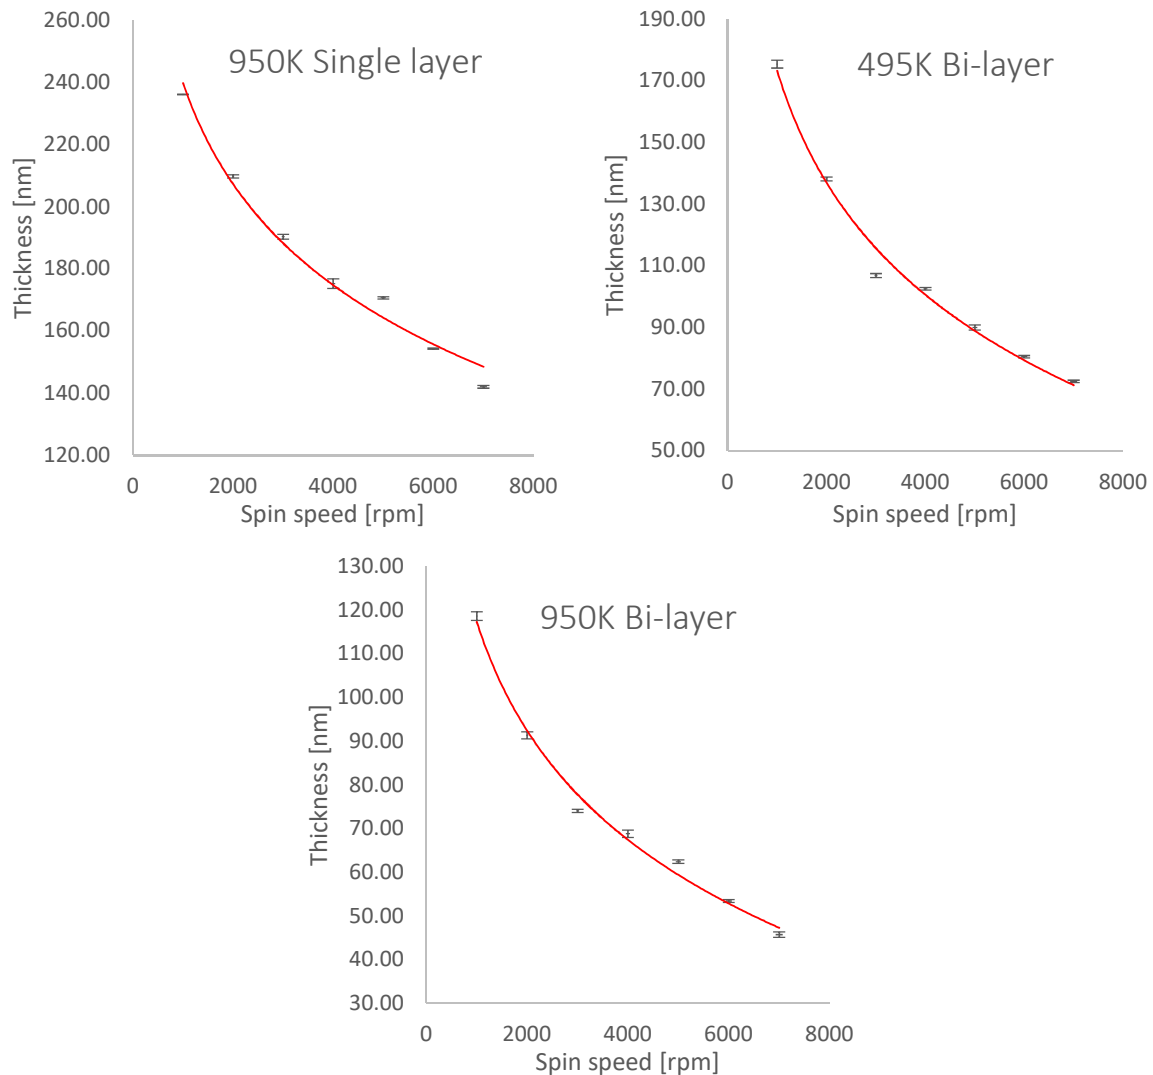 950K Single layer
Thickness [nm]
260.00
240.00
220.00
200.00
180.00
160.00
140.00
120.00
0 2000 4000 6000 8000
Spin speed [rpm]
495K Bi-layer
Thickness [nm]
190.00
170.00
150.00
130.00
110.00
90.00
70.00
50.00
0 2000 4000 6000 8000
Spin speed [rpm]
950K Bi-layer
Thickness [nm]
130.00
120.00
110.00
100.00
90.00
80.00
70.00
60.00
50.00
40.00
30.00
0 2000 4000 6000 8000
Spin speed [rpm]